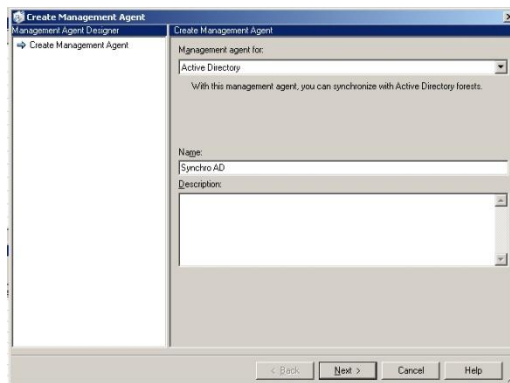 Create Management Agent
Management Agent Designer
Create Management Agent
Create Management Agent
Management agent for:
Active Directory
With this management agent, you can synchronize with Active Directory forests.
Name:
Synchro AD
Description:
< Back
Next >
Cancel
Help